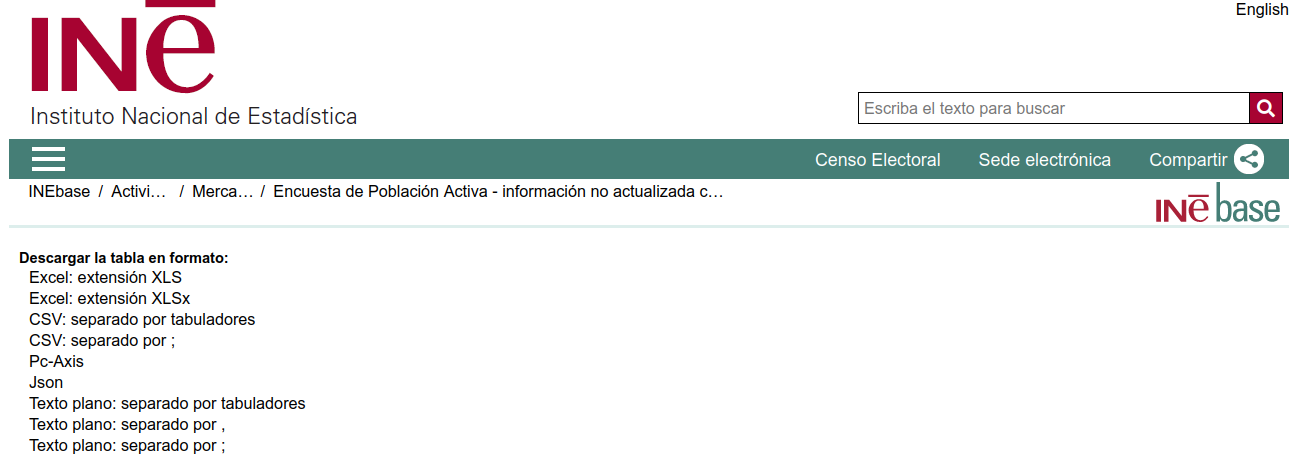 English
INe
Instituto Nacional de Estadística
Escriba el texto para buscar
Censo Electoral Sede electrónica Compartir
INEbase / Activi… / Merca… / Encuesta de Población Activa - información no actualizada c…
INe base
Descargar la tabla en formato:
Excel: extensión XLS
Excel: extensión XLSx
CSV: separado por tabuladores
CSV: separado por ;
Pc-Axis
Json
Texto plano: separado por tabuladores
Texto plano: separado por ,
Texto plano: separado por ;